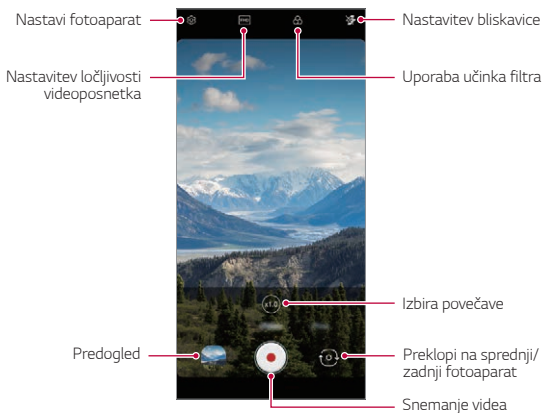 Nastavi fotoaparat
Nastavitev bliskavice
Nastavitev ločljivosti
videoposnetka
Uporaba učinka filtra
x1.0
Izbira povečave
Predogled
Preklopi na sprednji/
zadnji fotoaparat
Snemanje videa